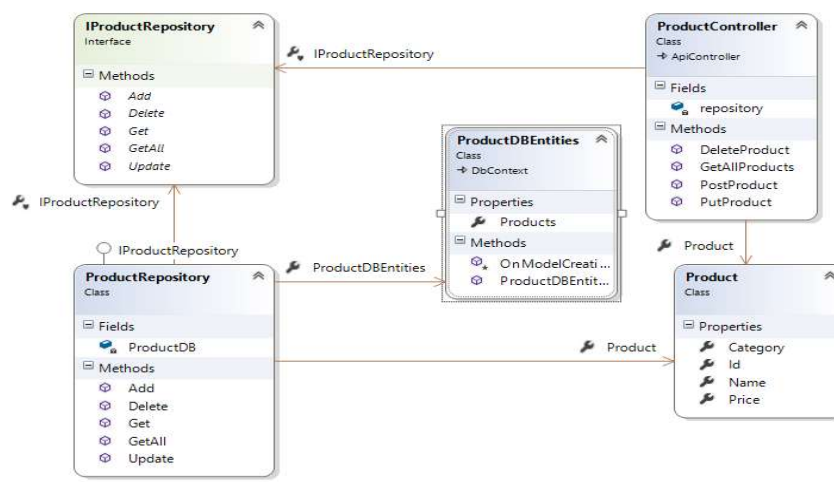 IProductRepository
Interface
Methods
Add
Delete
Get
GetAll
Update
IProductRepository
ProductController
Class
ApiController
Fields
repository
Methods
DeleteProduct
GetAllProducts
PostProduct
PutProduct
ProductDBEntities
Class
DbContext
Properties
Products
Methods
OnModelCreati...
ProductDBEntit...
IProductRepository
IProductRepository
ProductRepository
Class
Fields
ProductDB
Methods
Add
Delete
Get
GetAll
Update
ProductDBEntities
Product
Product
Product
Class
Properties
Category
Id
Name
Price